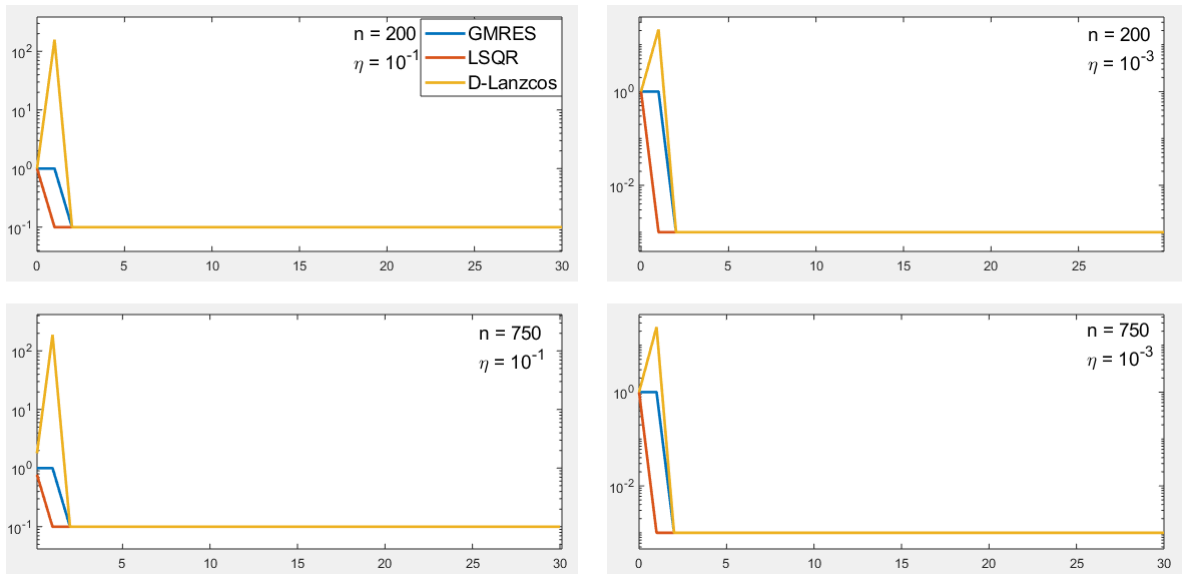 n = 200
η = 10^-1
GMRES
LSQR
D-Lanzcos
10^2
10^1
10^0
10^-1
0 5 10 15 20 25 30
n = 200
η = 10^-3
10^0
10^-2
0 5 10 15 20 25
n = 750
η = 10^-1
10^2
10^1
10^0
10^-1
5 10 15 20 25 30
n = 750
η = 10^-3
10^0
10^-2
0 5 10 15 20 25 30